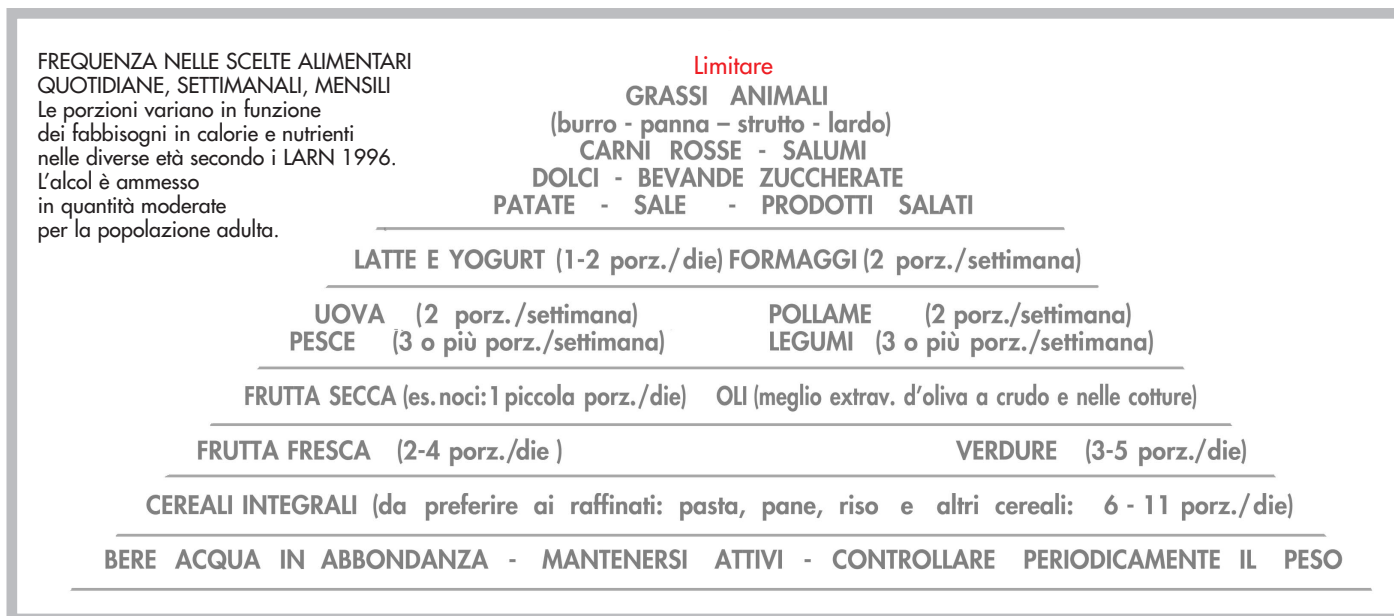 FREQUENZA NELLE SCELTE ALIMENTARI
QUOTIDIANE, SETTIMANALI, MENSILI
Le porzioni variano in funzione
dei fabbisogni in calorie e nutrienti
nelle diverse età secondo i LARN 1996.
L'alcol è ammesso
in quantità moderate
per la popolazione adulta.
Limitare
GRASSI ANIMALI
(burro - panna – strutto - lardo)
CARNI ROSSE - SALUMI
DOLCI - BEVANDE ZUCCHERATE
PATATE - SALE - PRODOTTI SALATI
LATTE E YOGURT (1-2 porz./die) FORMAGGI (2 porz./settimana)
UOVA (2 porz./settimana) POLLAME (2 porz./settimana)
PESCE (3 o più porz./settimana) LEGUMI (3 o più porz./settimana)
FRUTTA SECCA (es. noci: 1 piccola porz./die) OLI (meglio extrav. d'oliva a crudo e nelle cotture)
FRUTTA FRESCA (2-4 porz./die ) VERDURE (3-5 porz./die)
CEREALI INTEGRALI (da preferire ai raffinati: pasta, pane, riso e altri cereali: 6 - 11 porz./die)
BERE ACQUA IN ABBONDANZA - MANTENERSI ATTIVI - CONTROLLARE PERIODICAMENTE IL PESO